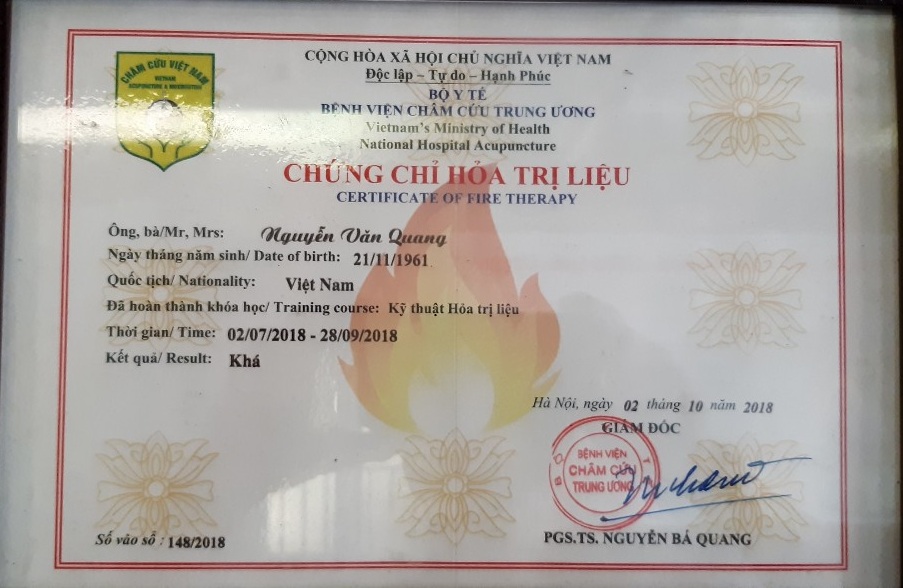 CHÂM CỨU VIỆT NAM
VIETNAM
ACUPUNCTURE & MOXIBUSTION
CỘNG HÒA XÃ HỘI CHỦ NGHĨA VIỆT NAM
Độc lập – Tự do – Hạnh Phúc
BỘ Y TẾ
BỆNH VIỆN CHÂM CỨU TRUNG ƯƠNG
Vietnam's Ministry of Health
National Hospital Acupuncture
CHỨNG CHỈ HỎA TRỊ LIỆU
CERTIFICATE OF FIRE THERAPY
Ông, bà/Mr, Mrs: Nguyễn Văn Quang
Ngày tháng năm sinh/ Date of birth: 21/11/1961
Quốc tịch/ Nationality: Việt Nam
Đã hoàn thành khóa học/ Training course: Kỹ thuật Hỏa trị liệu
Thời gian/ Time: 02/07/2018 - 28/09/2018
Kết quả/ Result: Khá
Hà Nội, ngày 02 tháng 10 năm 2018
GIÁM ĐỐC
BỆNH VIỆN
CHÂM CỨU
TRUNG ƯƠNG
Số vào sổ : 148/2018
PGS.TS. NGUYỄN BÁ QUANG